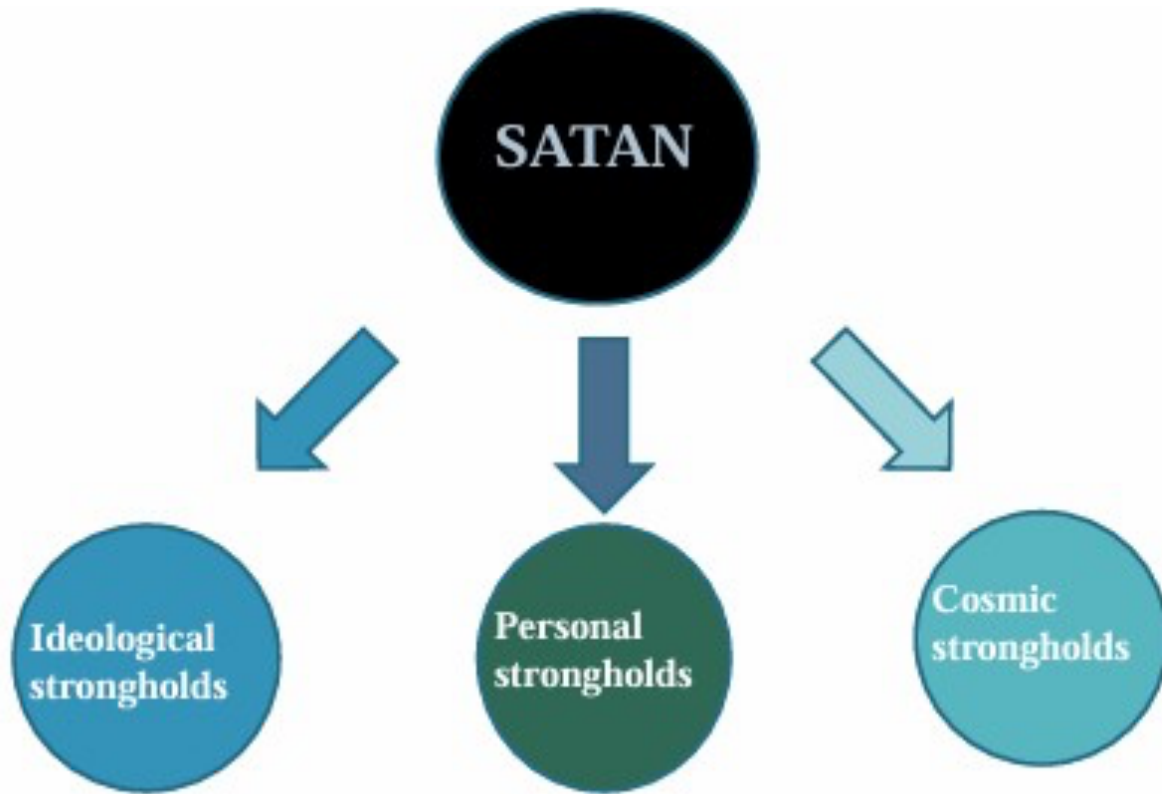 SATAN
Ideological
strongholds
Personal
strongholds
Cosmic
strongholds